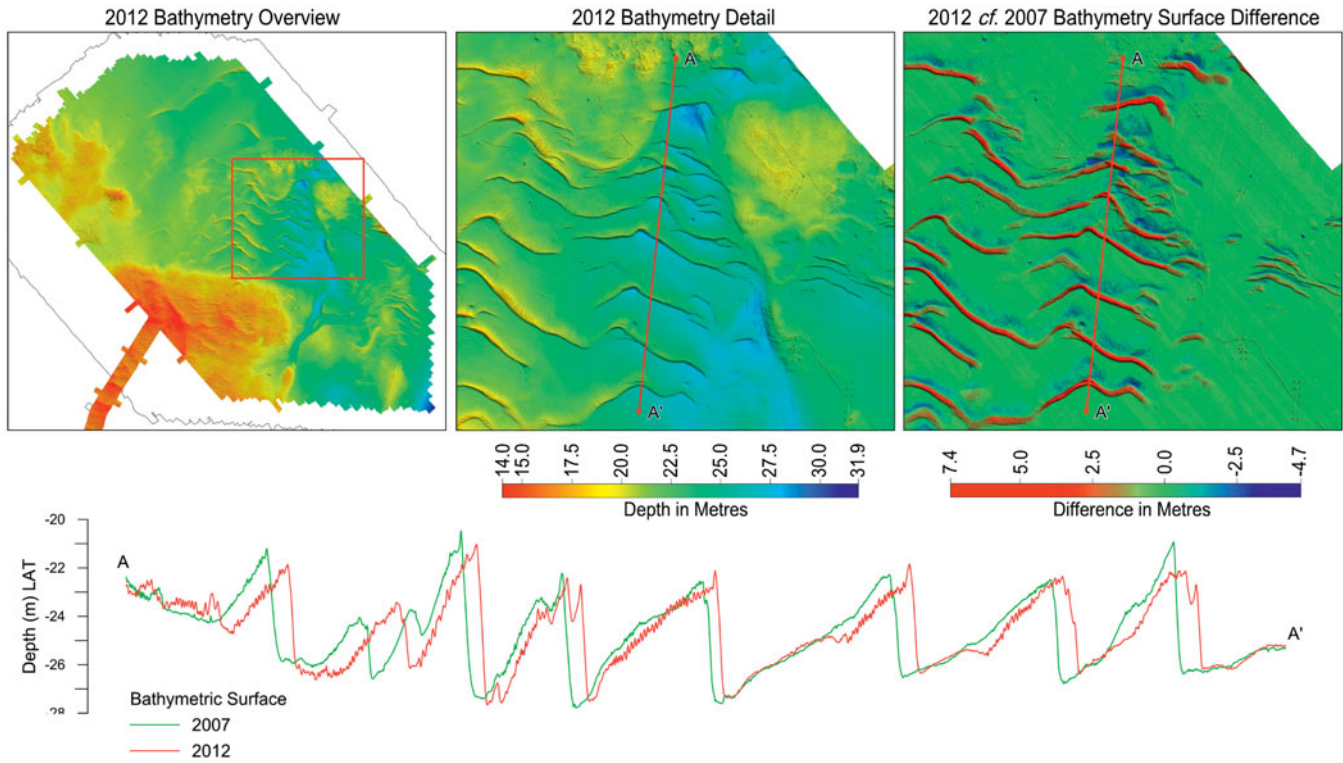 2012 Bathymetry Overview
2012 Bathymetry Detail
2012 cf. 2007 Bathymetry Surface Difference
A
A'
A
A'
14.0
15.0
17.5
20.0
22.5
25.0
27.5
30.0
31.9
Depth in Metres
7.4
5.0
2.5
0.0
-2.5
-4.7
Difference in Metres
Depth (m) LAT
-20
-22
-24
-26
-28
A
A'
Bathymetric Surface
2007
2012